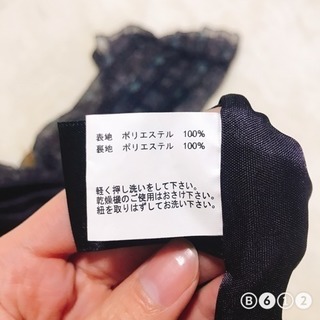 表地 ポリエステル 100%
裏地 ポリエステル 100%
軽く押し洗いをして下さい。
乾燥機のご使用はおさけ下さい。
紐を取りはずしてお洗い下さい。
B612